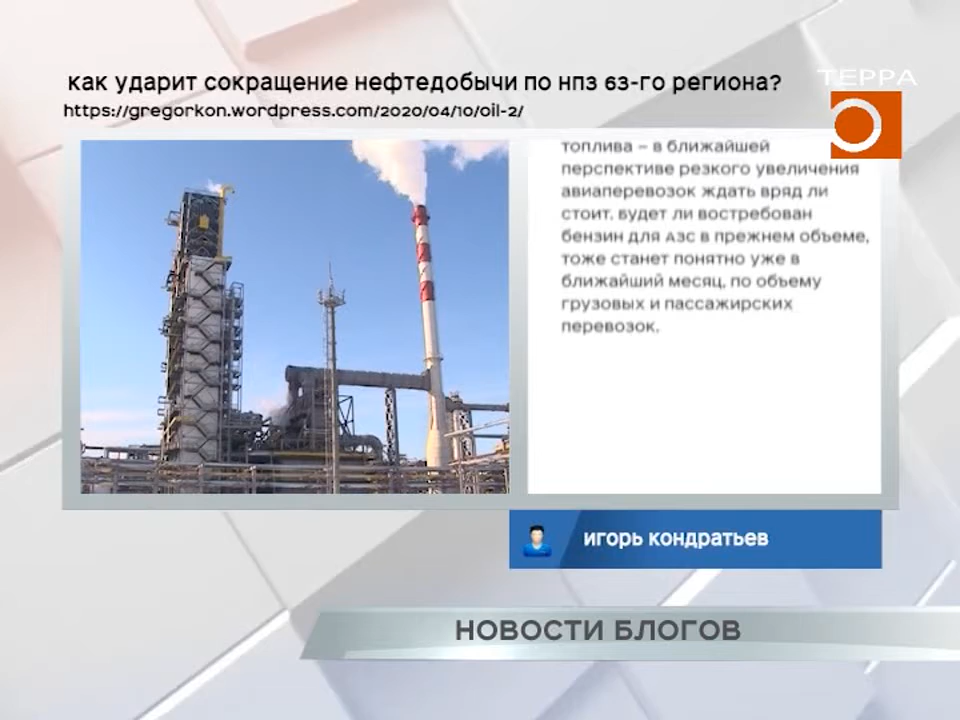 как ударит сокращение нефтедобычи по нпз 63-го региона?
https://gregorkon.wordpress.com/2020/04/10/oil-2/
ТЕРРА
топлива – в ближайшей
перспективе резкого увеличения
авиаперевозок ждать вряд ли
стоит. будет ли востребован
бензин для АЗС в прежнем объеме,
тоже станет понятно уже в
ближайший месяц, по объему
грузовых и пассажирских
перевозок.
игорь кондратьев
НОВОСТИ БЛОГОВ